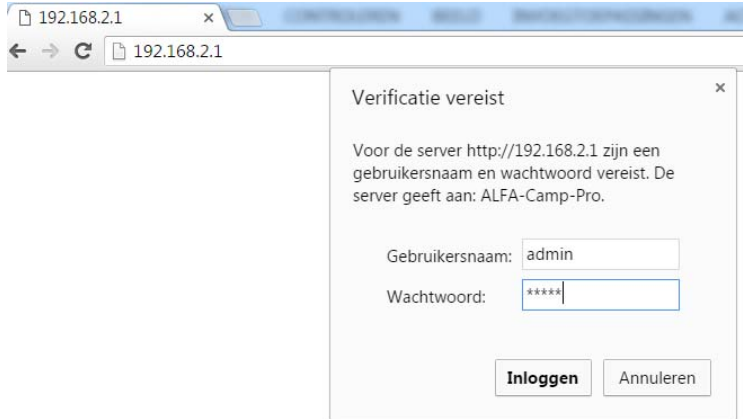 192.168.2.1
192.168.2.1
Verificatie vereist
Voor de server http://192.168.2.1 zijn een
gebruikersnaam en wachtwoord vereist. De
server geeft aan: ALFA-Camp-Pro.
Gebruikersnaam: admin
Wachtwoord: *****
Inloggen Annuleren